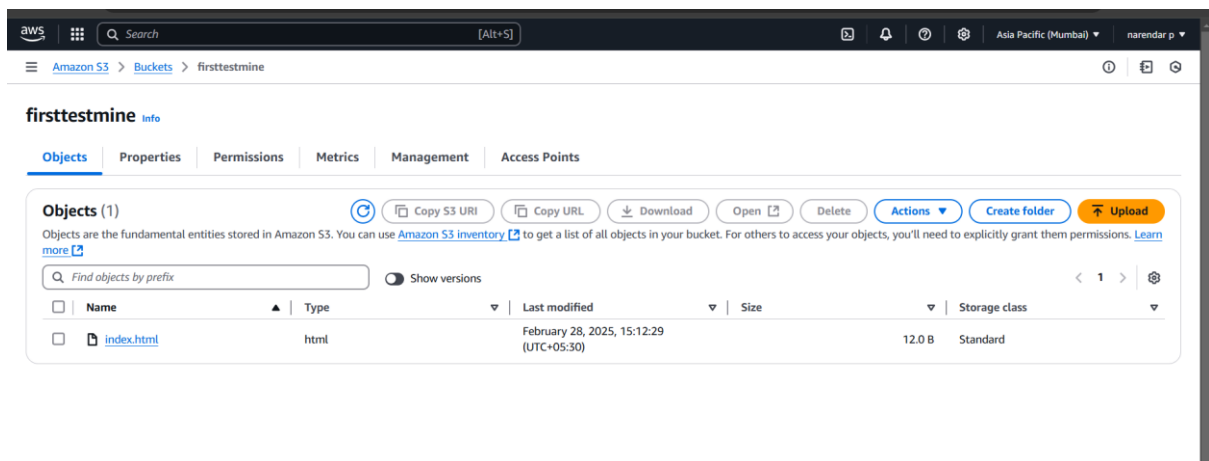 aws Search [Alt+S] Asia Pacific (Mumbai) narendar p
Amazon S3 > Buckets > firsttestmine
firsttestmine Info
Objects Properties Permissions Metrics Management Access Points
Objects (1) Copy S3 URI Copy URL Download Open Delete Actions Create folder Upload
Objects are the fundamental entities stored in Amazon S3. You can use Amazon S3 inventory to get a list of all objects in your bucket. For others to access your objects, you'll need to explicitly grant them permissions. Learn
more
Find objects by prefix Show versions 1
Name Type Last modified Size Storage class
index.html html February 28, 2025, 15:12:29 12.0 B Standard
(UTC+05:30)